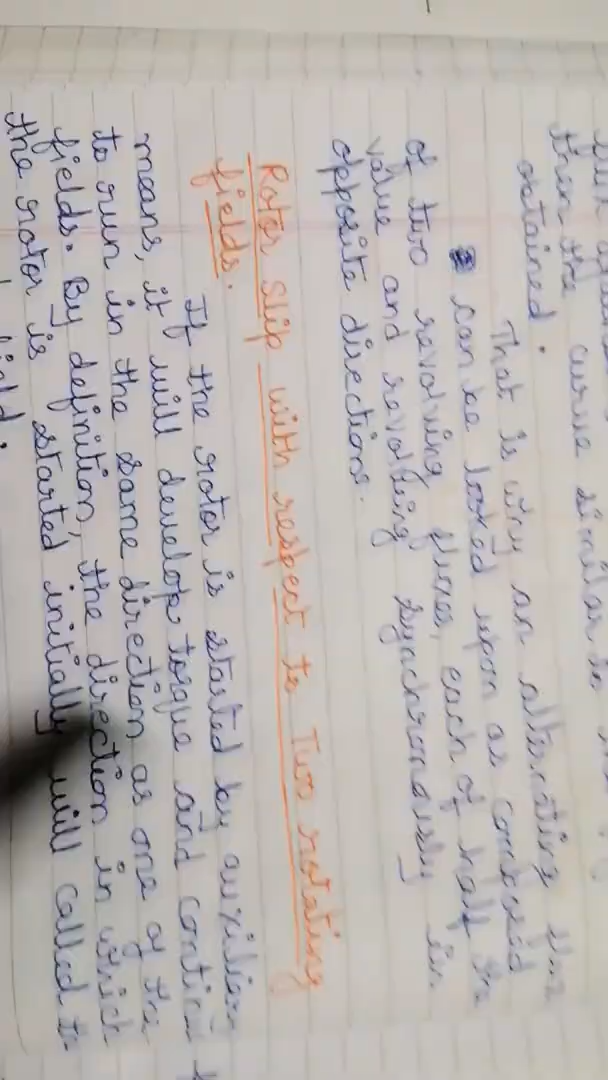 then the curve similar to
obtained.
That is why an alternating flux
can be looked upon as composed
of two revolving fluxes, each of half the
value and revolving synchronously in
opposite directions.
Rotor Slip with respect to Two rotating
fields.
If the rotor is started by auxiliary
means, it will develop torque and continue
to run in the same direction as one of the
fields. By definition, the direction in which
the rotor is started initially will called
field.